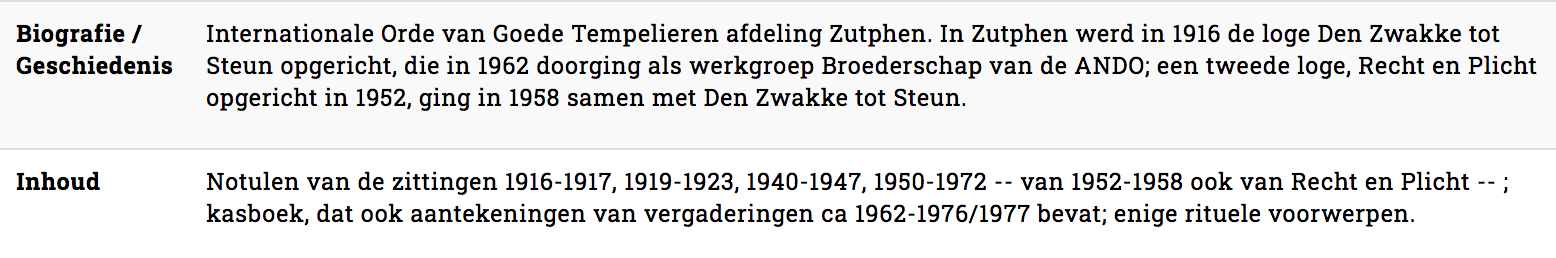 Biografie /
Geschiedenis
Internationale Orde van Goede Tempelieren afdeling Zutphen. In Zutphen werd in 1916 de loge Den Zwakke tot
Steun opgericht, die in 1962 doorging als werkgroep Broederschap van de ANDO; een tweede loge, Recht en Plicht
opgericht in 1952, ging in 1958 samen met Den Zwakke tot Steun.
Inhoud
Notulen van de zittingen 1916-1917, 1919-1923, 1940-1947, 1950-1972 -- van 1952-1958 ook van Recht en Plicht -- ;
kasboek, dat ook aantekeningen van vergaderingen ca 1962-1976/1977 bevat; enige rituele voorwerpen.